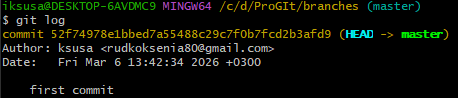 iksusa@DESKTOP-6AVDMC9 MINGW64 /c/d/ProGIt/branches (master)
$ git log
commit 52f74978e1bbed7a55488c29c7f0b7fcd2b3afd9 (HEAD -> master)
Author: ksusa <rudkoksenia80@gmail.com>
Date:   Fri Mar 6 13:42:34 2026 +0300
    first commit